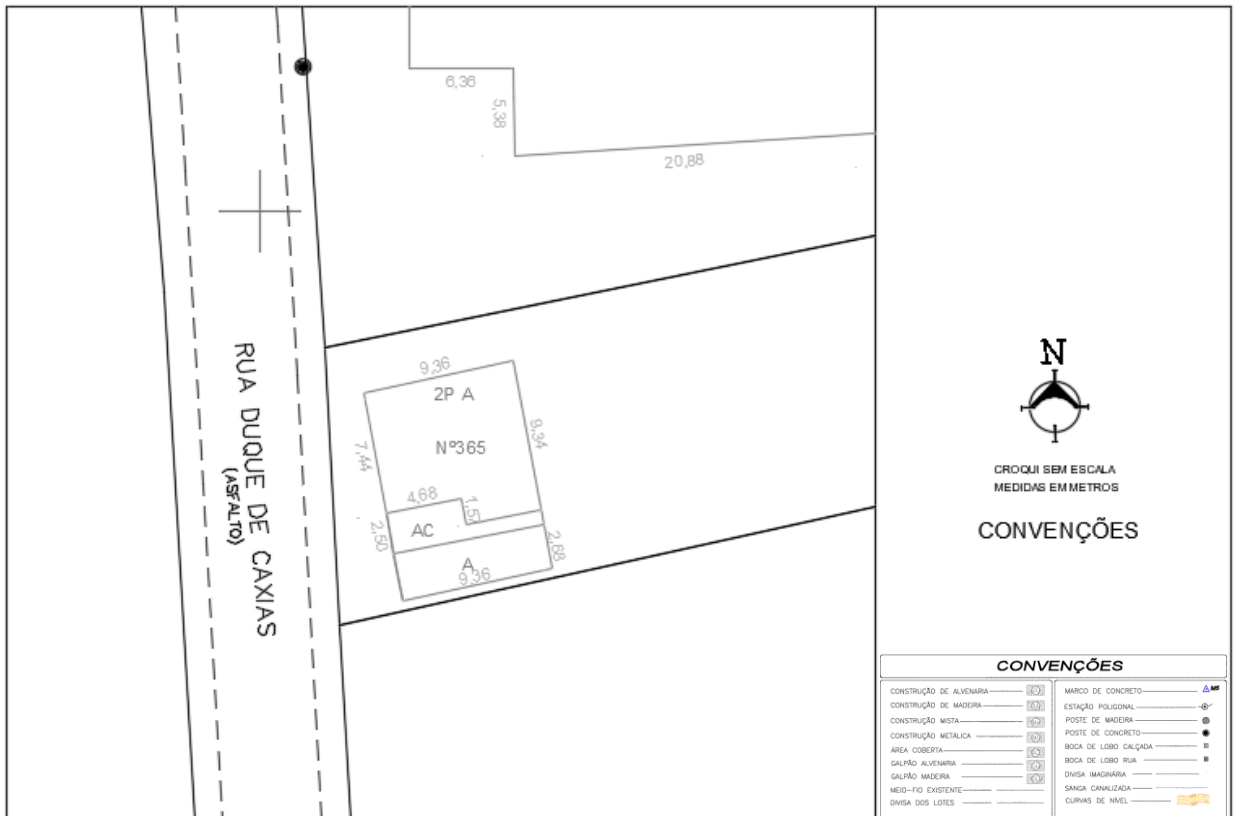 6,36
5,38
20,88
RUA DUQUE DE CAXIAS
(ASFALTO)
9,36
2P A
Nº365
7,44
9,34
4,68
1,5
AC
2,50
2,68
A
9,36
N
CROQUI SEM ESCALA
MEDIDAS EM METROS
CONVENÇÕES
CONVENÇÕES
CONSTRUÇÃO DE ALVENARIA
CONSTRUÇÃO DE MADEIRA
CONSTRUÇÃO MISTA
CONSTRUÇÃO METÁLICA
ÁREA COBERTA
GALPÃO ALVENARIA
GALPÃO MADEIRA
MEIO-FIO EXISTENTE
DIVISA DOS LOTES
MARCO DE CONCRETO
ESTAÇÃO POLIGONAL
POSTE DE MADEIRA
POSTE DE CONCRETO
BOCA DE LOBO CALÇADA
BOCA DE LOBO RUA
DIVISA IMAGINÁRIA
SANGA CANALIZADA
CURVAS DE NÍVEL